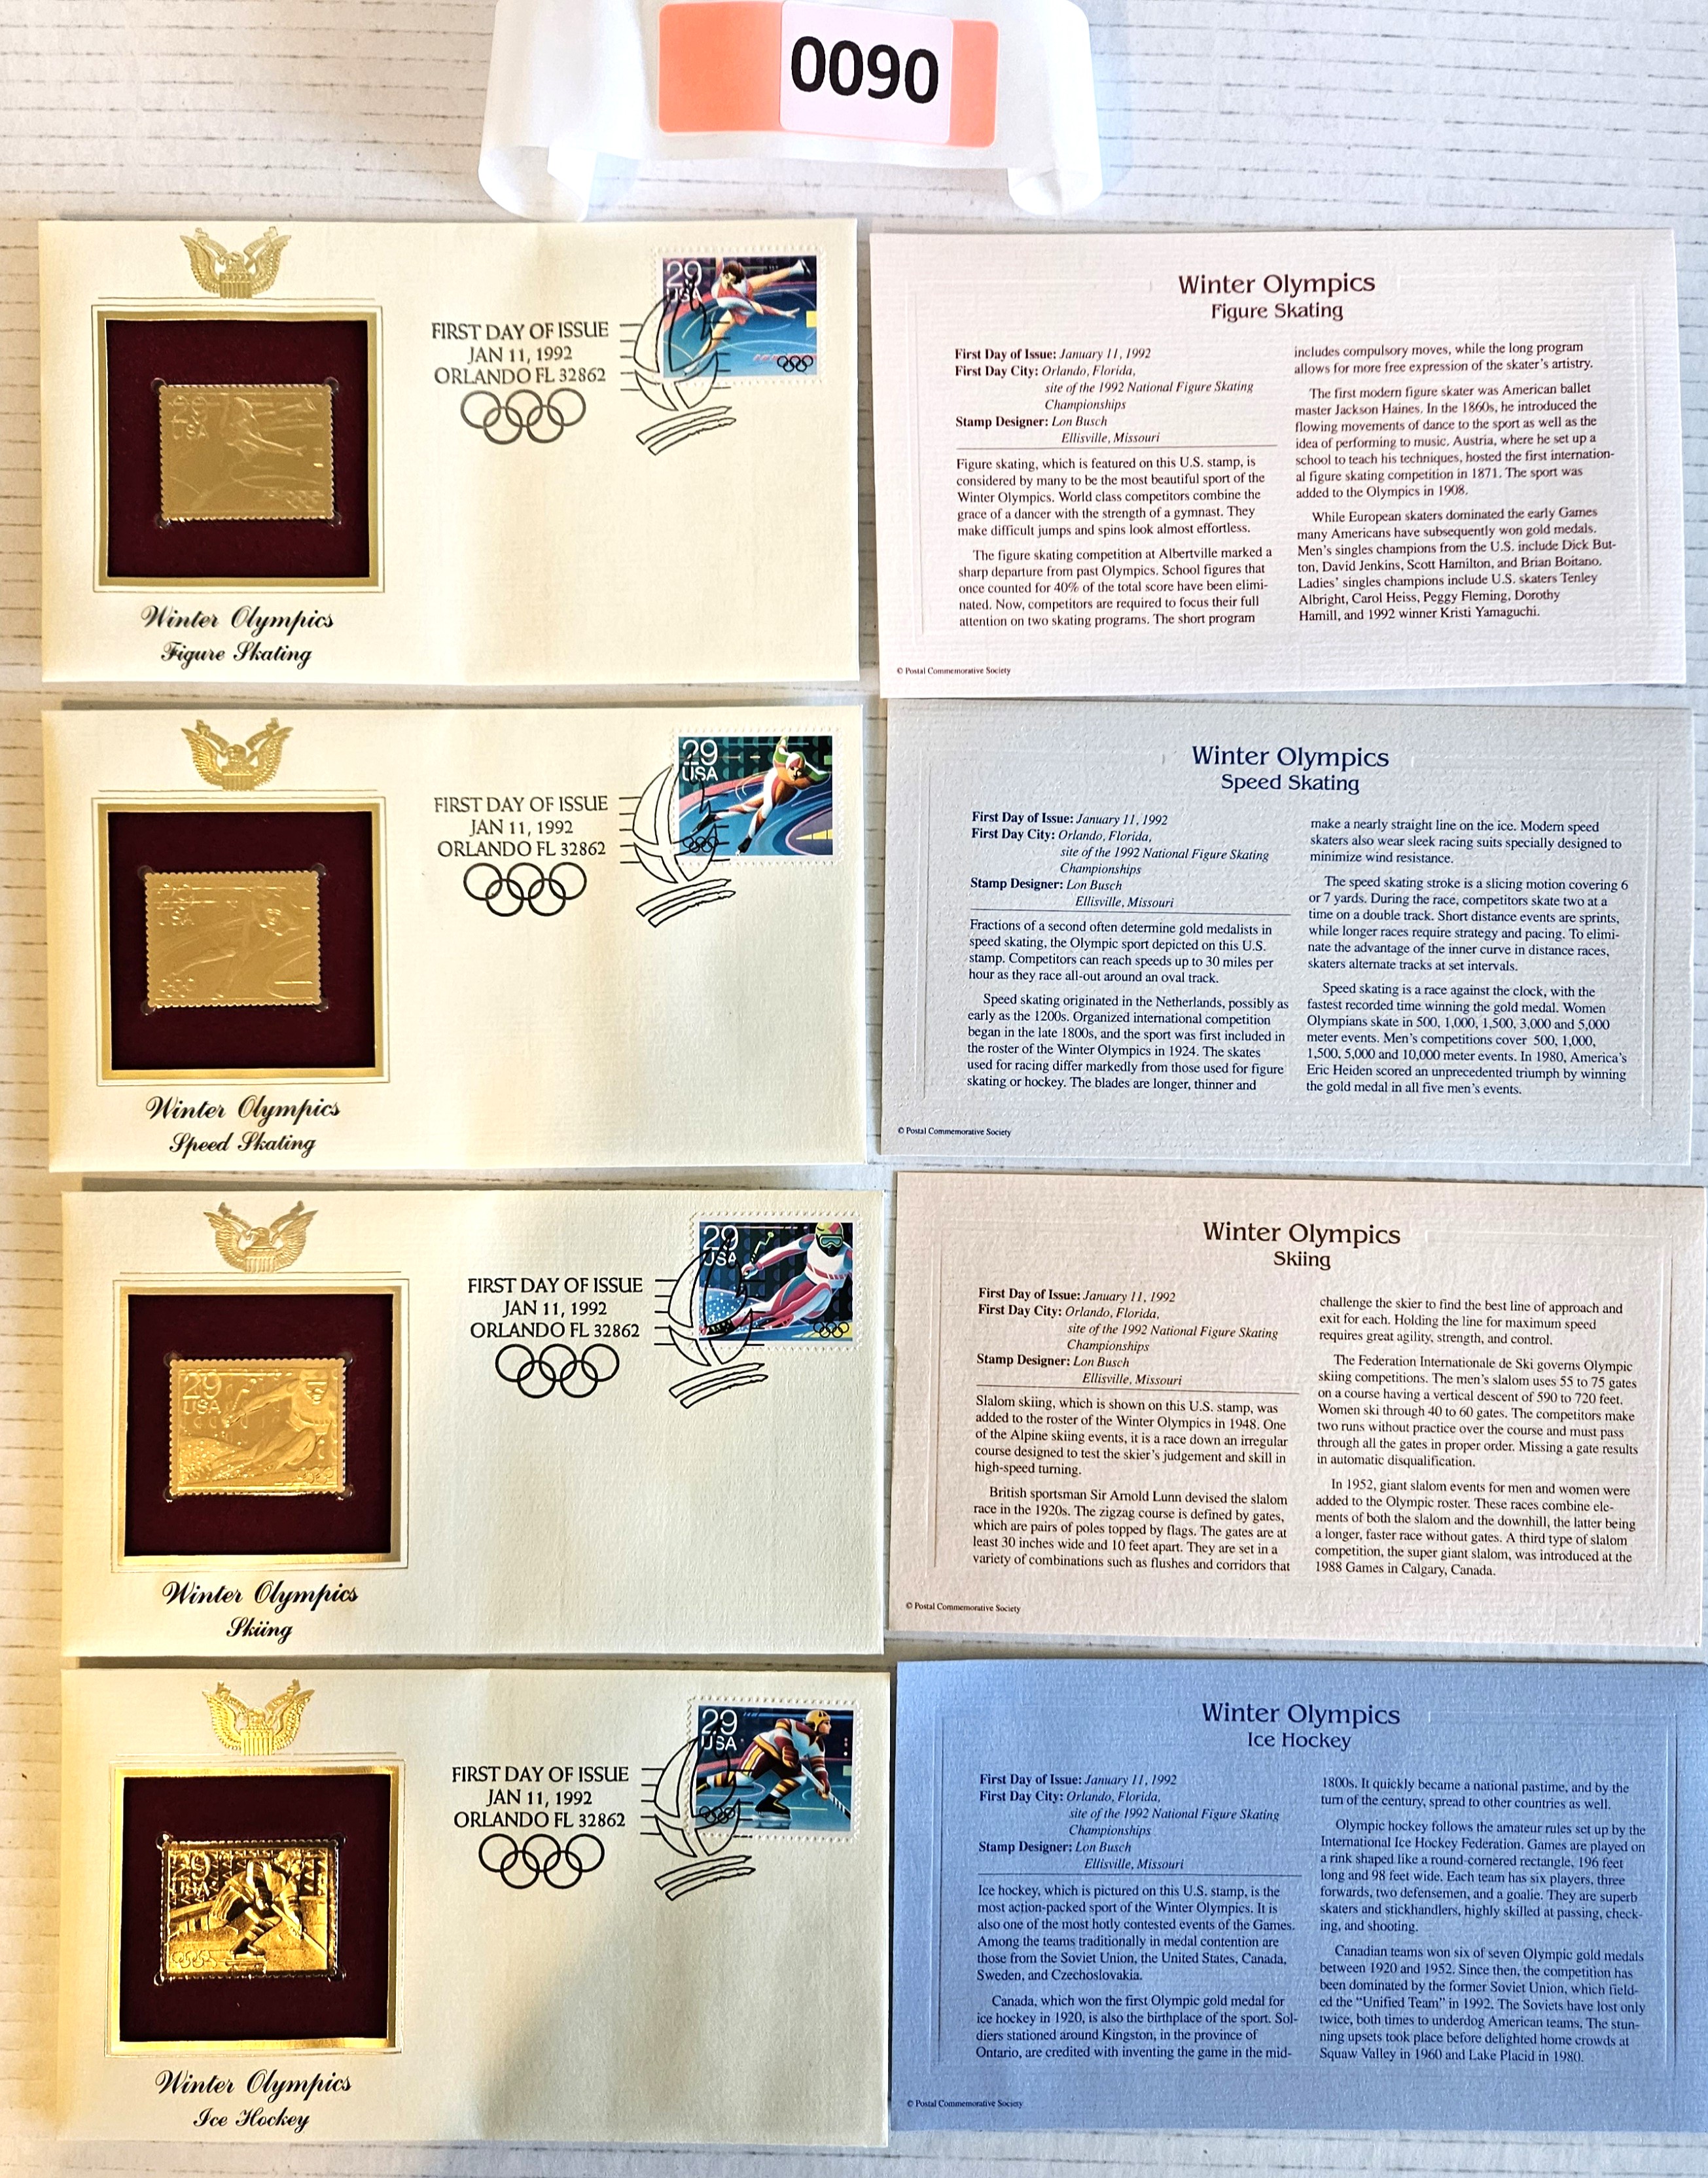 0090
29
USA
FIRST DAY OF ISSUE
JAN 11, 1992
ORLANDO FL 32862
29
USA
Winter Olympics
Figure Skating
Winter Olympics
Figure Skating
First Day of Issue: January 11, 1992
First Day City: Orlando, Florida,
site of the 1992 National Figure Skating
Championships
Stamp Designer: Lon Busch
Ellisville, Missouri
Figure skating, which is featured on this U.S. stamp, is
considered by many to be the most beautiful sport of the
Winter Olympics. World class competitors combine the
grace of a dancer with the strength of a gymnast. They
make difficult jumps and spins look almost effortless.
The figure skating competition at Albertville marked a
sharp departure from past Olympics. School figures that
once counted for 40% of the total score have been elimi-
nated. Now, competitors are required to focus their full
attention on two skating programs. The short program
includes compulsory moves, while the long program
allows for more free expression of the skater's artistry.
The first modern figure skater was American ballet
master Jackson Haines. In the 1860s, he introduced the
flowing movements of dance to the sport as well as the
idea of performing to music. Austria, where he set up a
school to teach his techniques, hosted the first internation-
al figure skating competition in 1871. The sport was
added to the Olympics in 1908.
While European skaters dominated the early Games
many Americans have subsequently won gold medals.
Men's singles champions from the U.S. include Dick But-
ton, David Jenkins, Scott Hamilton, and Brian Boitano.
Ladies' singles champions include U.S. skaters Tenley
Albright, Carol Heiss, Peggy Fleming, Dorothy
Hamill, and 1992 winner Kristi Yamaguchi.
© Postal Commemorative Society
29
USA
FIRST DAY OF ISSUE
JAN 11, 1992
ORLANDO FL 32862
29
USA
Winter Olympics
Speed Skating
Winter Olympics
Speed Skating
First Day of Issue: January 11, 1992
First Day City: Orlando, Florida,
site of the 1992 National Figure Skating
Championships
Stamp Designer: Lon Busch
Ellisville, Missouri
Fractions of a second often determine gold medalists in
speed skating, the Olympic sport depicted on this U.S.
stamp. Competitors can reach speeds up to 30 miles per
hour as they race all-out around an oval track.
Speed skating originated in the Netherlands, possibly as
early as the 1200s. Organized international competition
began in the late 1800s, and the sport was first included in
the roster of the Winter Olympics in 1924. The skates
used for racing differ markedly from those used for figure
skating or hockey. The blades are longer, thinner and
make a nearly straight line on the ice. Modern speed
skaters also wear sleek racing suits specially designed to
minimize wind resistance.
The speed skating stroke is a slicing motion covering 6
or 7 yards. During the race, competitors skate two at a
time on a double track. Short distance events are sprints,
while longer races require strategy and pacing. To elimi-
nate the advantage of the inner curve in distance races,
skaters alternate tracks at set intervals.
Speed skating is a race against the clock, with the
fastest recorded time winning the gold medal. Women
Olympians skate in 500, 1,000, 1,500, 3,000 and 5,000
meter events. Men's competitions cover 500, 1,000,
1,500, 5,000 and 10,000 meter events. In 1980, America's
Eric Heiden scored an unprecedented triumph by winning
the gold medal in all five men's events.
© Postal Commemorative Society
29
USA
FIRST DAY OF ISSUE
JAN 11, 1992
ORLANDO FL 32862
29
USA
Winter Olympics
Skiing
Winter Olympics
Skiing
First Day of Issue: January 11, 1992
First Day City: Orlando, Florida,
site of the 1992 National Figure Skating
Championships
Stamp Designer: Lon Busch
Ellisville, Missouri
Slalom skiing, which is shown on this U.S. stamp, was
added to the roster of the Winter Olympics in 1948. One
of the Alpine skiing events, it is a race down an irregular
course designed to test the skier's judgement and skill in
high-speed turning.
British sportsman Sir Arnold Lunn devised the slalom
race in the 1920s. The zigzag course is defined by gates,
which are pairs of poles topped by flags. The gates are at
least 30 inches wide and 10 feet apart. They are set in a
variety of combinations such as flushes and corridors that
challenge the skier to find the best line of approach and
exit for each. Holding the line for maximum speed
requires great agility, strength, and control.
The Federation Internationale de Ski governs Olympic
skiing competitions. The men's slalom uses 55 to 75 gates
on a course having a vertical descent of 590 to 720 feet.
Women ski through 40 to 60 gates. The competitors make
two runs without practice over the course and must pass
through all the gates in proper order. Missing a gate results
in automatic disqualification.
In 1952, giant slalom events for men and women were
added to the Olympic roster. These races combine ele-
ments of both the slalom and the downhill, the latter being
a longer, faster race without gates. A third type of slalom
competition, the super giant slalom, was introduced at the
1988 Games in Calgary, Canada.
© Postal Commemorative Society
29
USA
FIRST DAY OF ISSUE
JAN 11, 1992
ORLANDO FL 32862
29
USA
Winter Olympics
Ice Hockey
Winter Olympics
Ice Hockey
First Day of Issue: January 11, 1992
First Day City: Orlando, Florida,
site of the 1992 National Figure Skating
Championships
Stamp Designer: Lon Busch
Ellisville, Missouri
Ice hockey, which is pictured on this U.S. stamp, is the
most action-packed sport of the Winter Olympics. It is
also one of the most hotly contested events of the Games.
Among the teams traditionally in medal contention are
those from the Soviet Union, the United States, Canada,
Sweden, and Czechoslovakia.
Canada, which won the first Olympic gold medal for
ice hockey in 1920, is also the birthplace of the sport. Sol-
diers stationed around Kingston, in the province of
Ontario, are credited with inventing the game in the mid-
1800s. It quickly became a national pastime, and by the
turn of the century, spread to other countries as well.
Olympic hockey follows the amateur rules set up by the
International Ice Hockey Federation. Games are played on
a rink shaped like a round-cornered rectangle, 196 feet
long and 98 feet wide. Each team has six players, three
forwards, two defensemen, and a goalie. They are superb
skaters and stickhandlers, highly skilled at passing, check-
ing, and shooting.
Canadian teams won six of seven Olympic gold medals
between 1920 and 1952. Since then, the competition has
been dominated by the former Soviet Union, which field-
ed the "Unified Team" in 1992. The Soviets have lost only
twice, both times to underdog American teams. The stun-
ning upsets took place before delighted home crowds at
Squaw Valley in 1960 and Lake Placid in 1980.
© Postal Commemorative Society